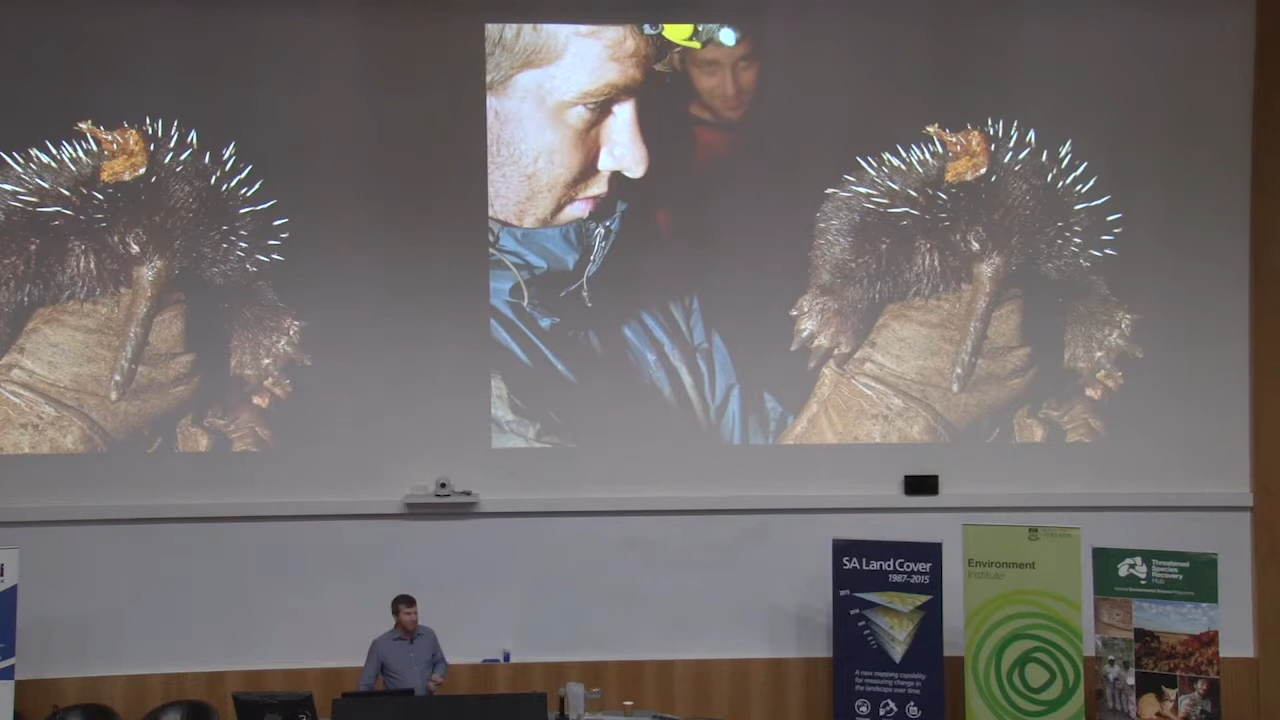 SA Land Cover
1987–2015
A new mapping capability
for measuring change in
the landscape over time.
Environment
Institute
Threatened
Species
Recovery
Hub